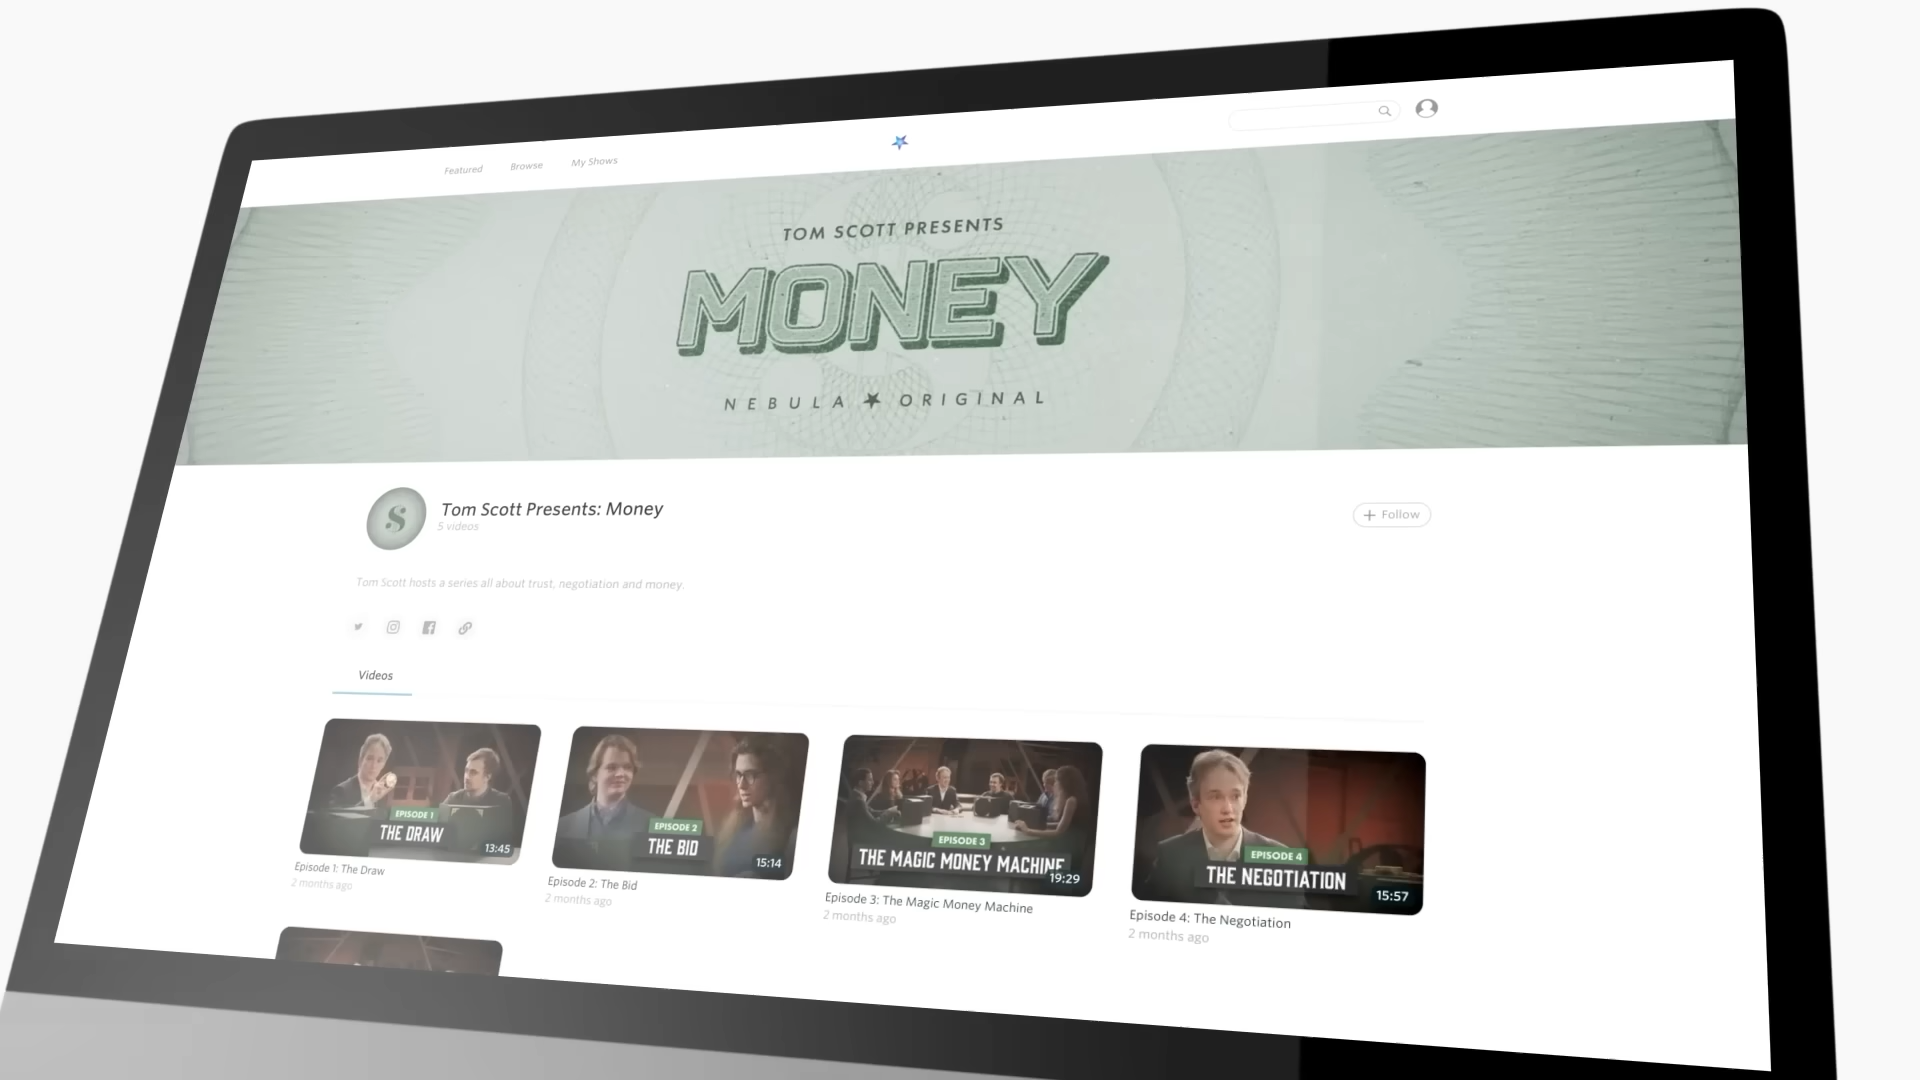 Featured Browse My Shows
TOM SCOTT PRESENTS
MONEY
NEBULA ★ ORIGINAL
S
Tom Scott Presents: Money
5 videos
+ Follow
Tom Scott hosts a series all about trust, negotiation and money.
Videos
EPISODE 1
THE DRAW
13:45
Episode 1: The Draw
2 months ago
EPISODE 2
THE BID
15:14
Episode 2: The Bid
2 months ago
EPISODE 3
THE MAGIC MONEY MACHINE
19:29
Episode 3: The Magic Money Machine
2 months ago
EPISODE 4
THE NEGOTIATION
15:57
Episode 4: The Negotiation
2 months ago